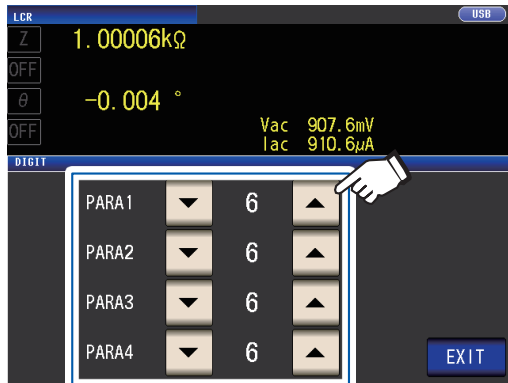 LCR USB
Z 1.00006kΩ
OFF
θ -0.004 °
OFF Vac 907.6mV
Iac 910.6μA
DIGIT
PARA1 6
PARA2 6
PARA3 6
PARA4 6
EXIT